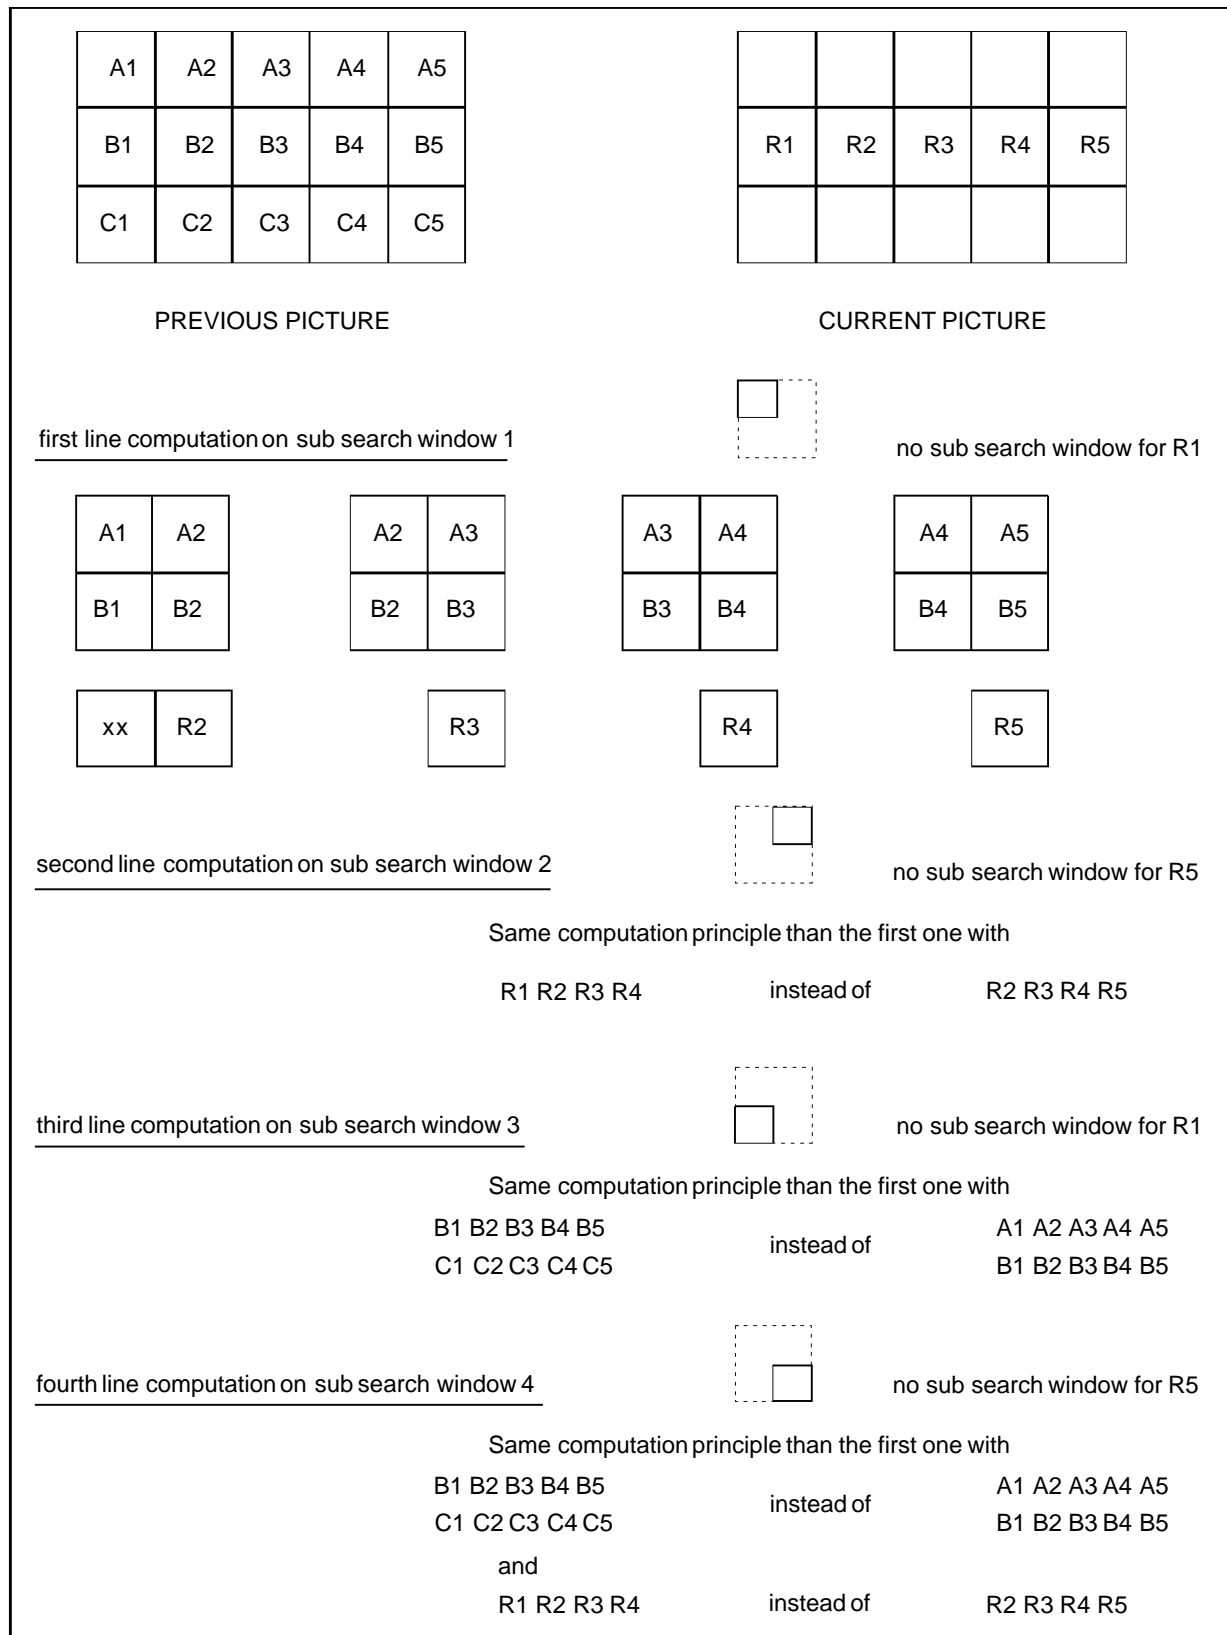 A1 A2 A3 A4 A5
R1 R2 R3 R4 R5
B1 B2 B3 B4 B5
C1 C2 C3 C4 C5
PREVIOUS PICTURE
CURRENT PICTURE
first line computation on sub search window 1
no sub search window for R1
A1 A2 A2 A3 A3 A4 A4 A5
B1 B2 B2 B3 B3 B4 B4 B5
xx R2 R3 R4 R5
second line computation on sub search window 2
no sub search window for R5
Same computation principle than the first one with
R1 R2 R3 R4 instead of R2 R3 R4 R5
third line computation on sub search window 3
no sub search window for R1
Same computation principle than the first one with
B1 B2 B3 B4 B5 A1 A2 A3 A4 A5
instead of
C1 C2 C3 C4 C5 B1 B2 B3 B4 B5
fourth line computation on sub search window 4
no sub search window for R5
Same computation principle than the first one with
B1 B2 B3 B4 B5 A1 A2 A3 A4 A5
instead of
C1 C2 C3 C4 C5 B1 B2 B3 B4 B5
and
R1 R2 R3 R4 instead of R2 R3 R4 R5